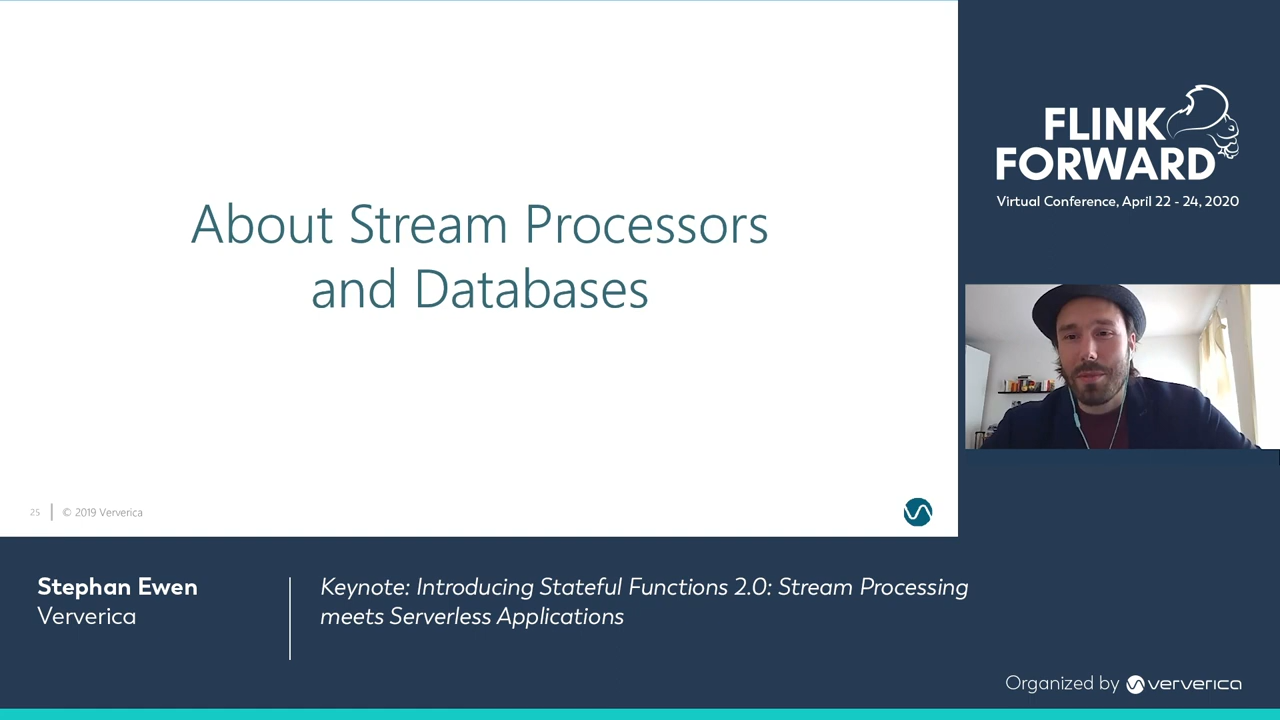 About Stream Processors
and Databases
25
© 2019 Ververica
FLINK
FORWARD
Virtual Conference, April 22 - 24, 2020
Stephan Ewen
Ververica
Keynote: Introducing Stateful Functions 2.0: Stream Processing
meets Serverless Applications
Organized by ververica